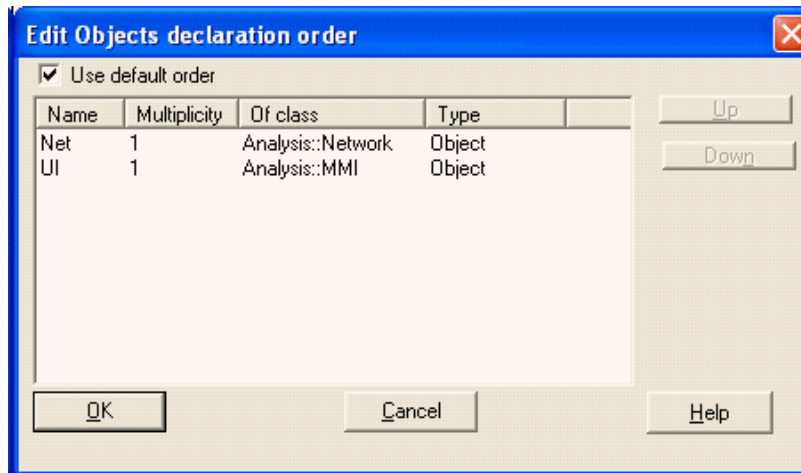 Edit Objects declaration order
Use default order
Name Multiplicity Of class Type
Net 1 Analysis::Network Object
UI 1 Analysis::MMI Object
Up
Down
OK Cancel Help